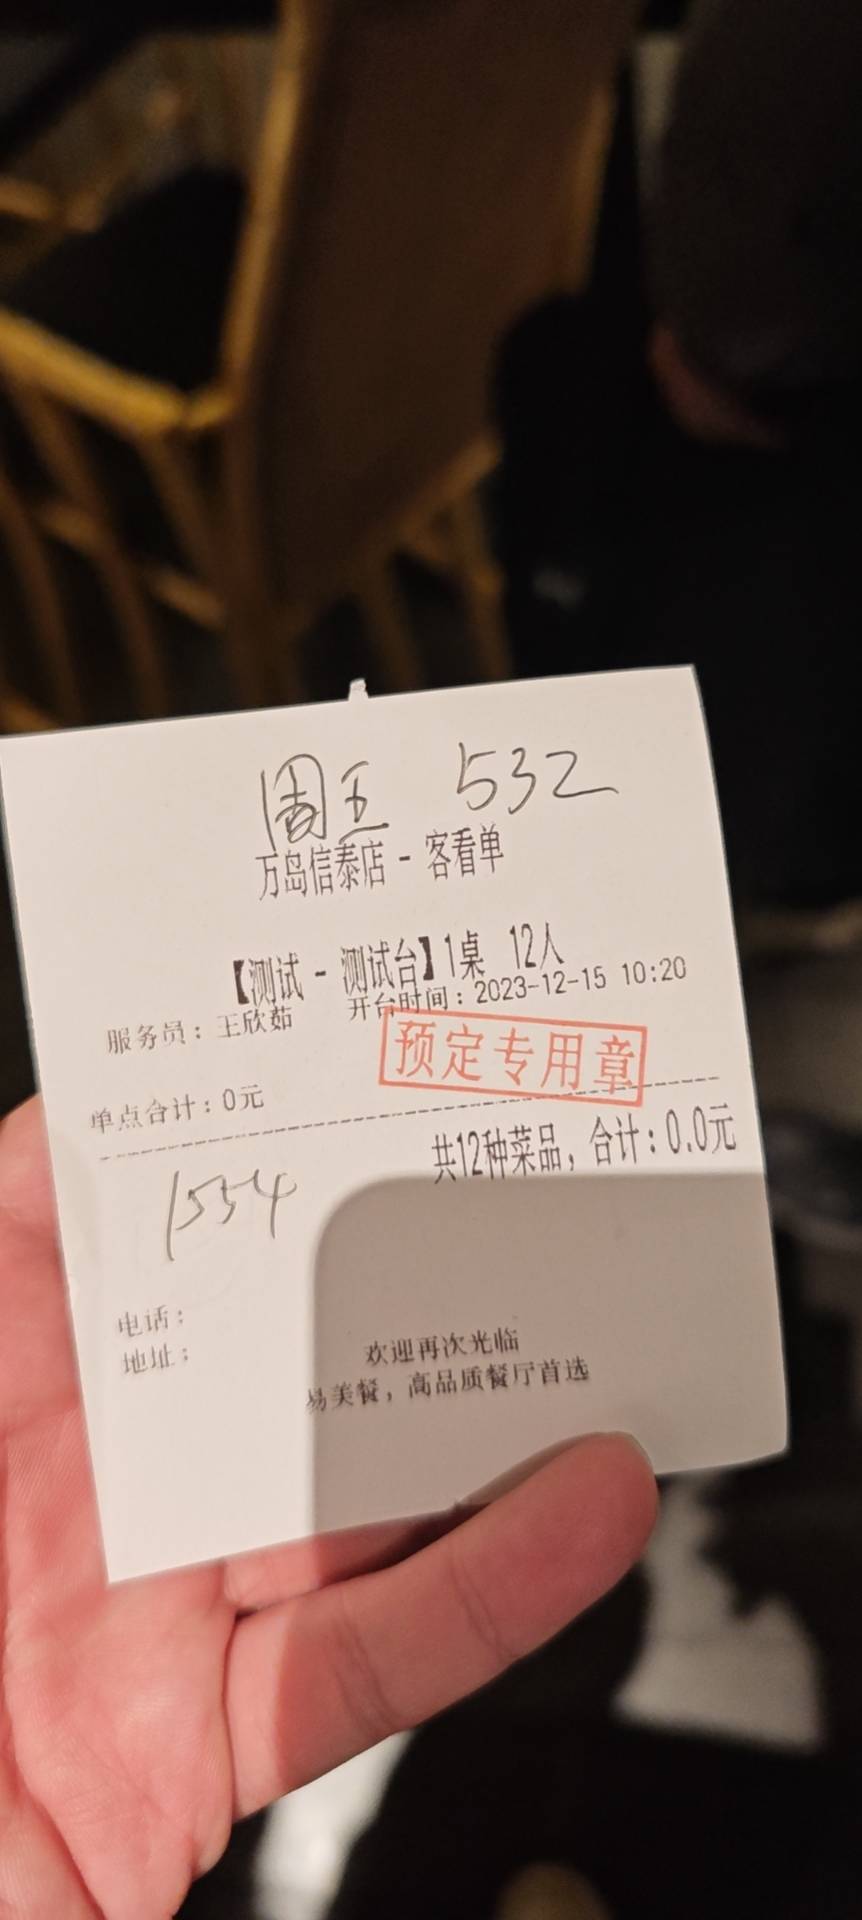 周五 532
万岛信泰店 - 客看单
【测试 - 测试台】1桌 12人
服务员：王欣茹 开台时间：2023-12-15 10:20
预定专用章
单点合计：0元
共12种菜品，合计：0.0元
1554
电话：
地址：
欢迎再次光临
易美餐，高品质餐厅首选